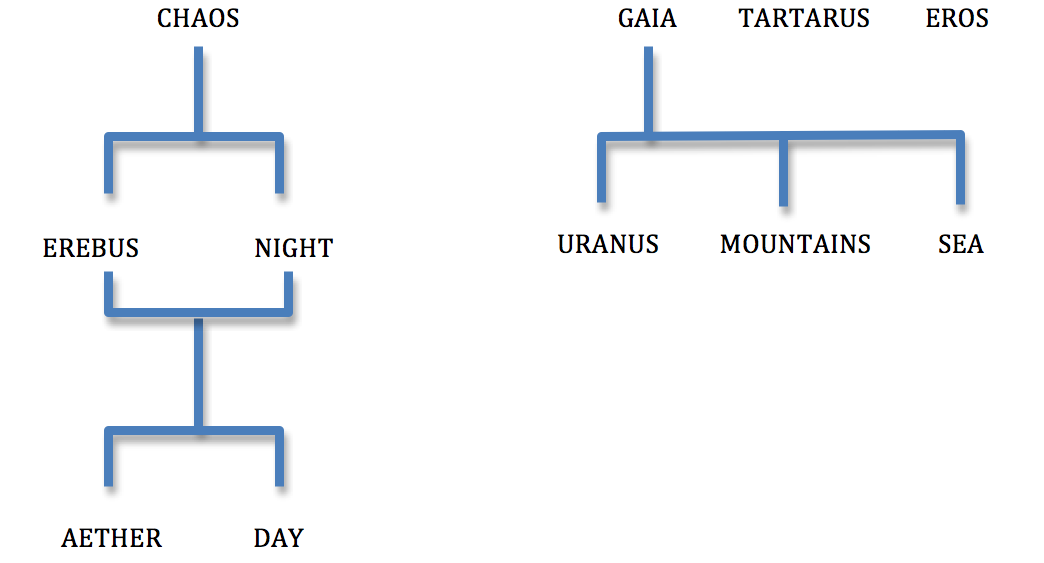 CHAOS GAIA TARTARUS EROS
EREBUS NIGHT URANUS MOUNTAINS SEA
AETHER DAY